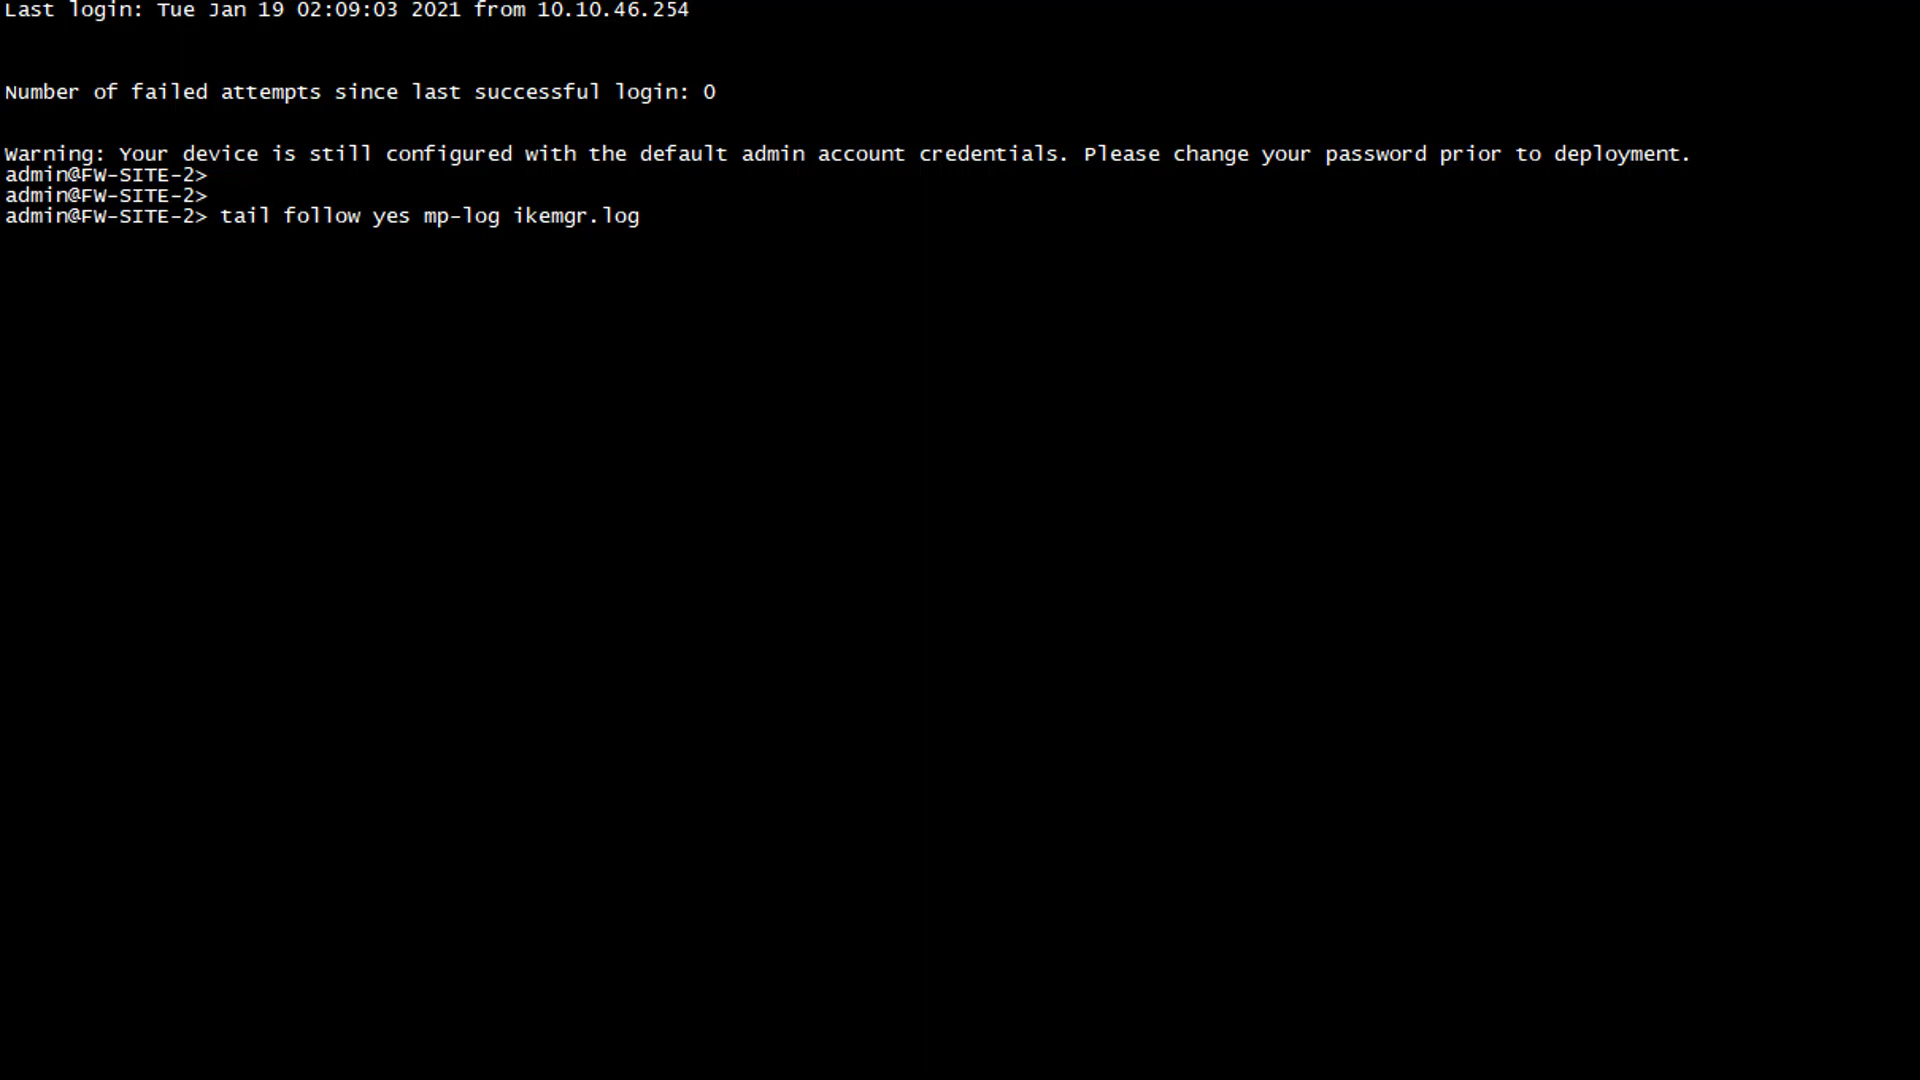 Last login: Tue Jan 19 02:09:03 2021 from 10.10.46.254
Number of failed attempts since last successful login: 0
Warning: Your device is still configured with the default admin account credentials. Please change your password prior to deployment.
admin@FW-SITE-2>
admin@FW-SITE-2>
admin@FW-SITE-2> tail follow yes mp-log ikemgr.log